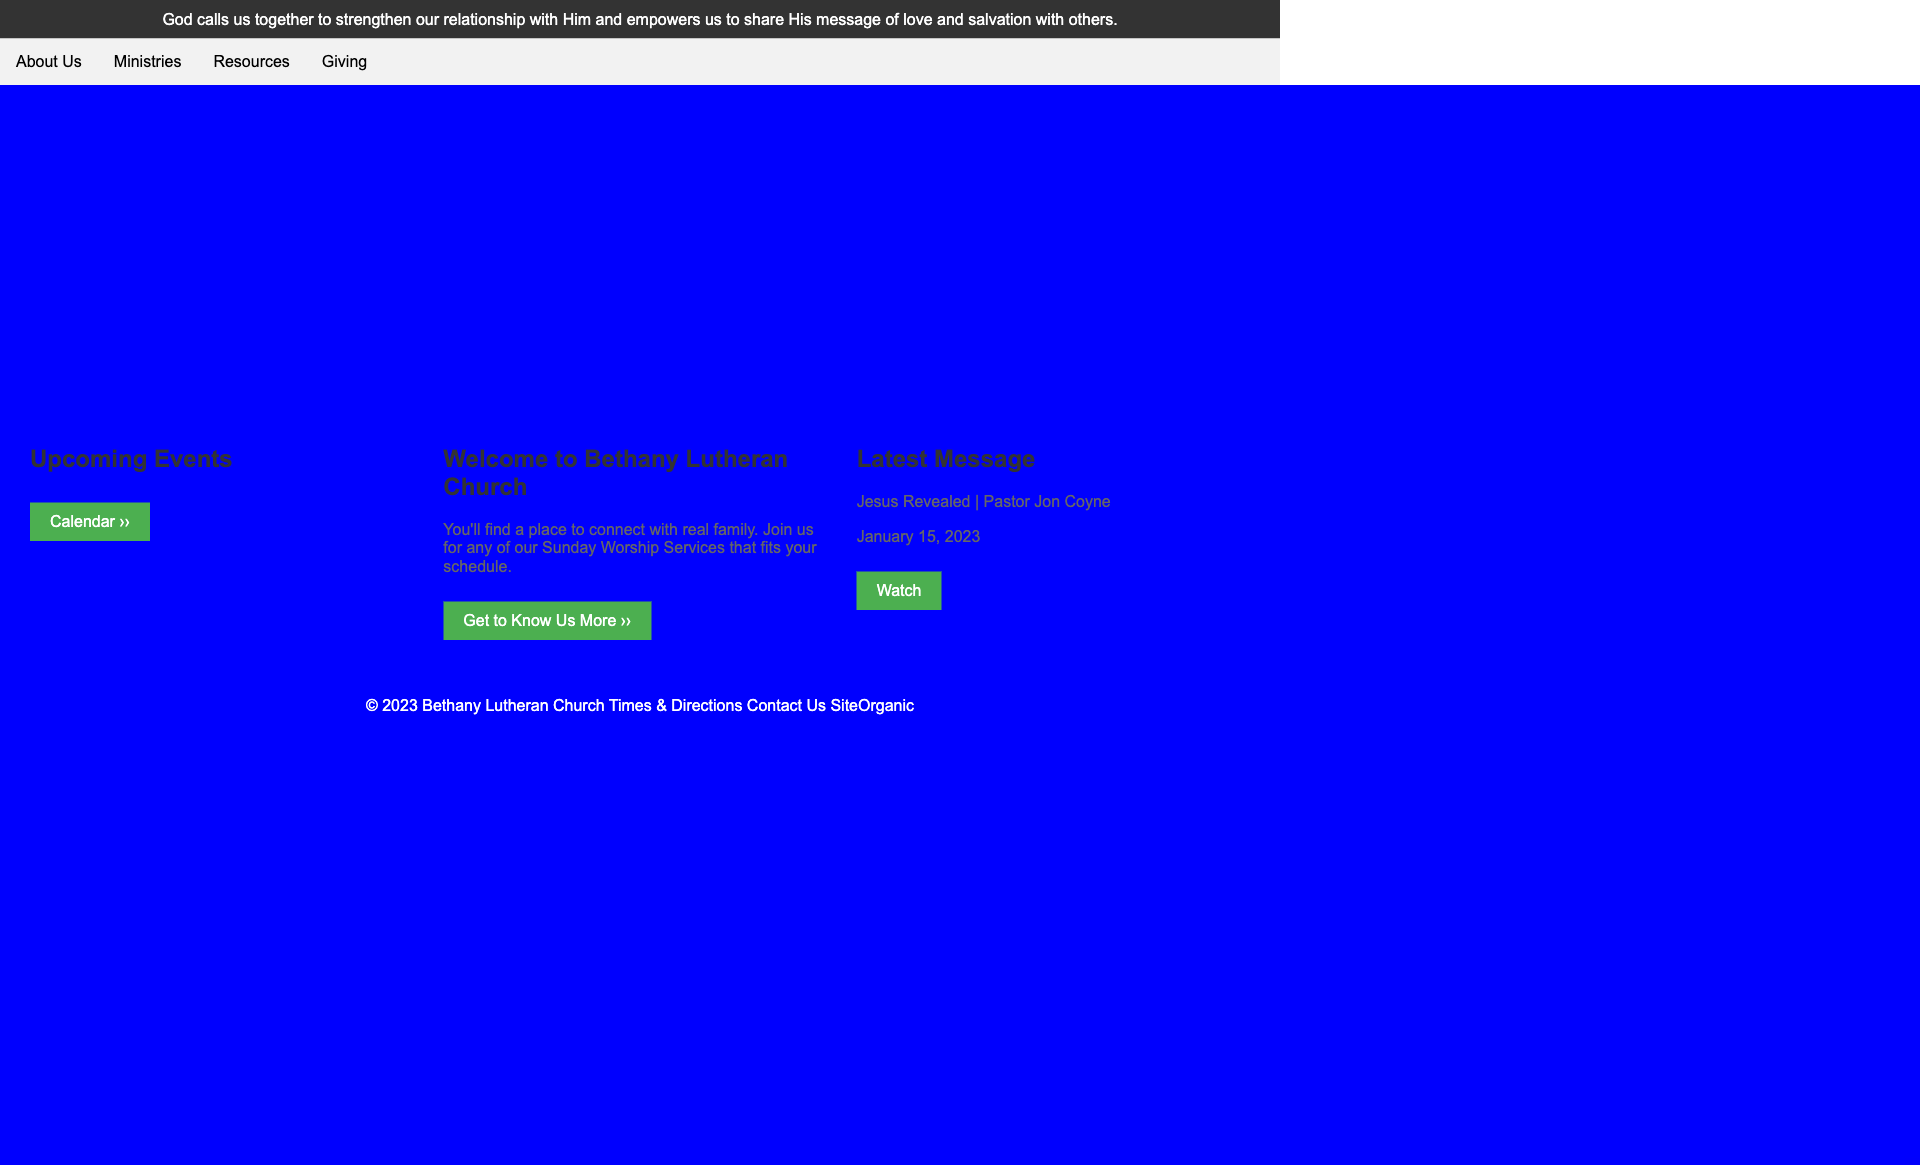 God calls us together to strengthen our relationship with Him and empowers us to share His message of love and salvation with others.
About Us Ministries Resources Giving
Upcoming Events
Calendar ››
Welcome to Bethany Lutheran
Church
You'll find a place to connect with real family. Join us
for any of our Sunday Worship Services that fits your
schedule.
Get to Know Us More ››
Latest Message
Jesus Revealed | Pastor Jon Coyne
January 15, 2023
Watch
© 2023 Bethany Lutheran Church Times & Directions Contact Us SiteOrganic